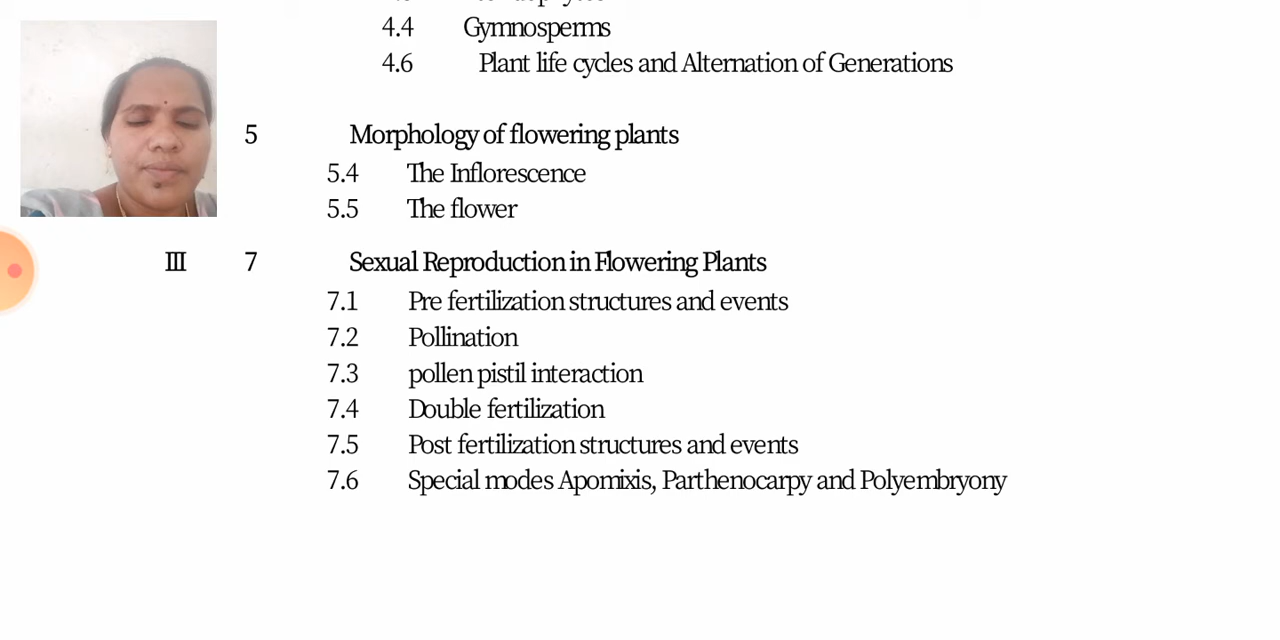 4.4 Gymnosperms
4.6 Plant life cycles and Alternation of Generations
5 Morphology of flowering plants
5.4 The Inflorescence
5.5 The flower
III 7 Sexual Reproduction in Flowering Plants
7.1 Pre fertilization structures and events
7.2 Pollination
7.3 pollen pistil interaction
7.4 Double fertilization
7.5 Post fertilization structures and events
7.6 Special modes Apomixis, Parthenocarpy and Polyembryony